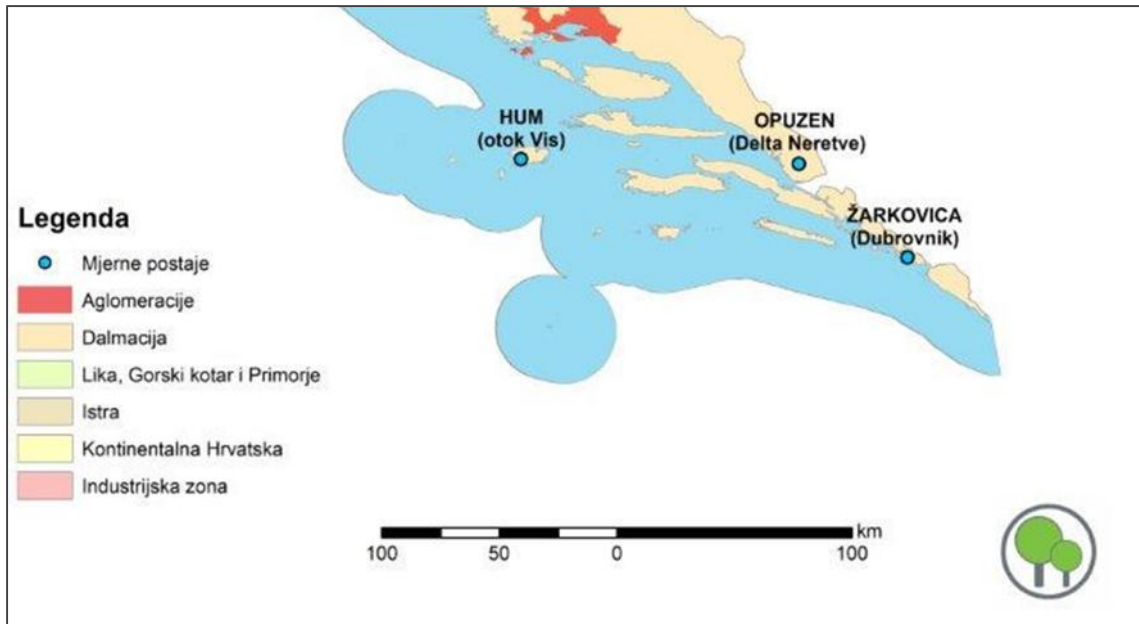 HUM
(otok Vis)
OPUZEN
(Delta Neretve)
ŽARKOVICA
(Dubrovnik)
Legenda
Mjerne postaje
Aglomeracije
Dalmacija
Lika, Gorski kotar i Primorje
Istra
Kontinentalna Hrvatska
Industrijska zona
km
100 50 0 100